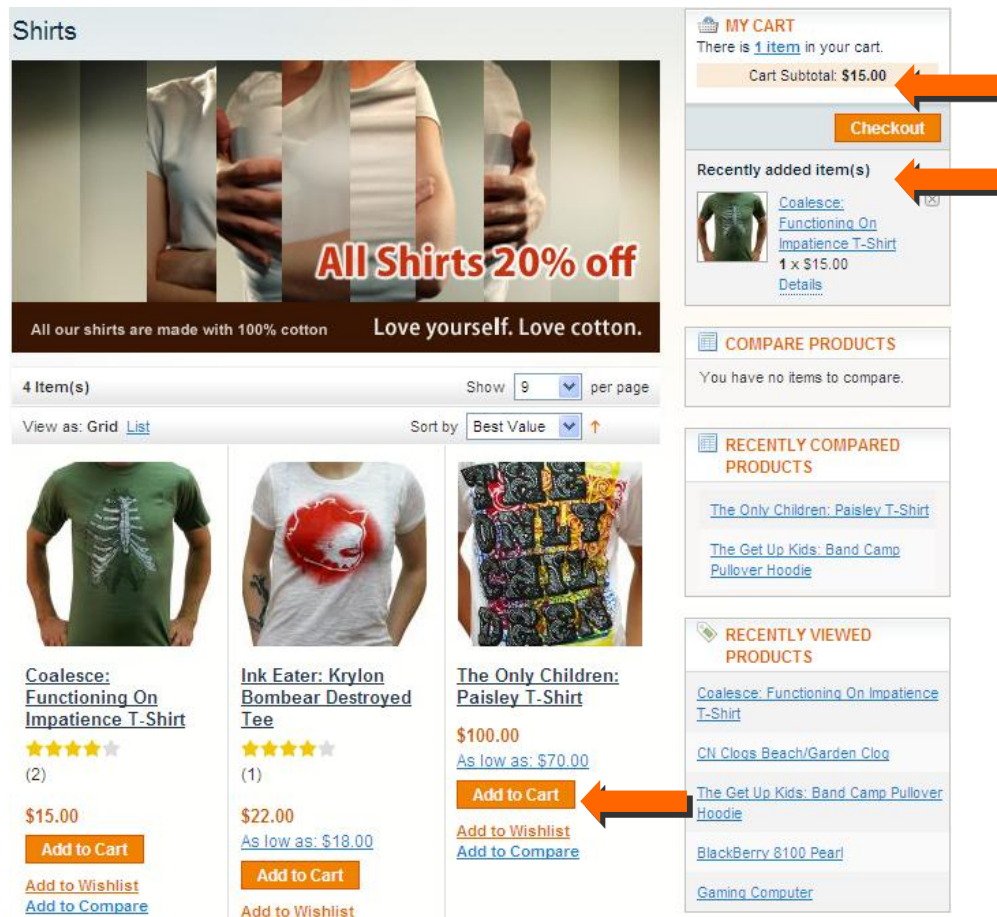 Shirts
All Shirts 20% off
All our shirts are made with 100% cotton
Love yourself. Love cotton.
4 Item(s)
Show 9 per page
View as: Grid List
Sort by Best Value
Coalesce:
Functioning On
Impatience T-Shirt
(2)
$15.00
Add to Cart
Add to Wishlist
Add to Compare
Ink Eater: Krylon
Bombear Destroyed
Tee
(1)
$22.00
As low as: $18.00
Add to Cart
Add to Wishlist
THE
ONLY
CHIL
DREN
The Only Children:
Paisley T-Shirt
$100.00
As low as: $70.00
Add to Cart
Add to Wishlist
Add to Compare
MY CART
There is 1 item in your cart.
Cart Subtotal: $15.00
Checkout
Recently added item(s)
Coalesce:
Functioning On
Impatience T-Shirt
1 x $15.00
Details
COMPARE PRODUCTS
You have no items to compare.
RECENTLY COMPARED
PRODUCTS
The Only Children: Paisley T-Shirt
The Get Up Kids: Band Camp
Pullover Hoodie
RECENTLY VIEWED
PRODUCTS
Coalesce: Functioning On Impatience
T-Shirt
CN Clogs Beach/Garden Clog
The Get Up Kids: Band Camp Pullover
Hoodie
BlackBerry 8100 Pearl
Gaming Computer